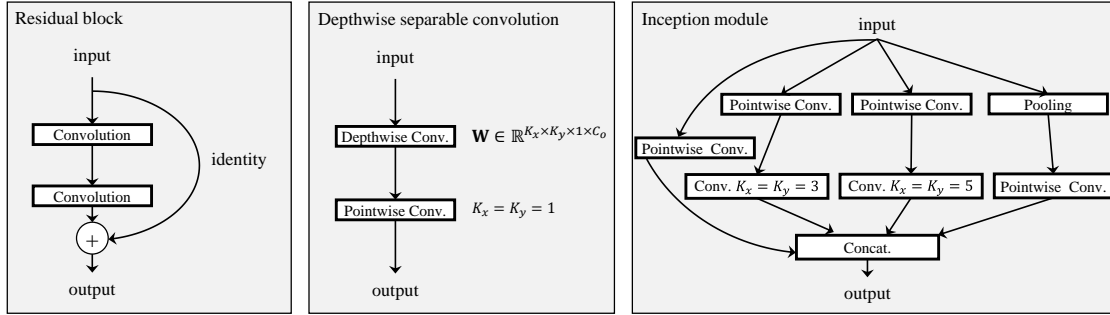 Residual block
input
Convolution
Convolution
identity
+
output
Depthwise separable convolution
input
Depthwise Conv.
𝐖 ∈ ℝ^{K_x×K_y×1×C_o}
Pointwise Conv.
K_x = K_y = 1
output
Inception module
input
Pointwise Conv.
Pointwise Conv.
Pooling
Pointwise Conv.
Conv. K_x = K_y = 3
Conv. K_x = K_y = 5
Pointwise Conv.
Concat.
output